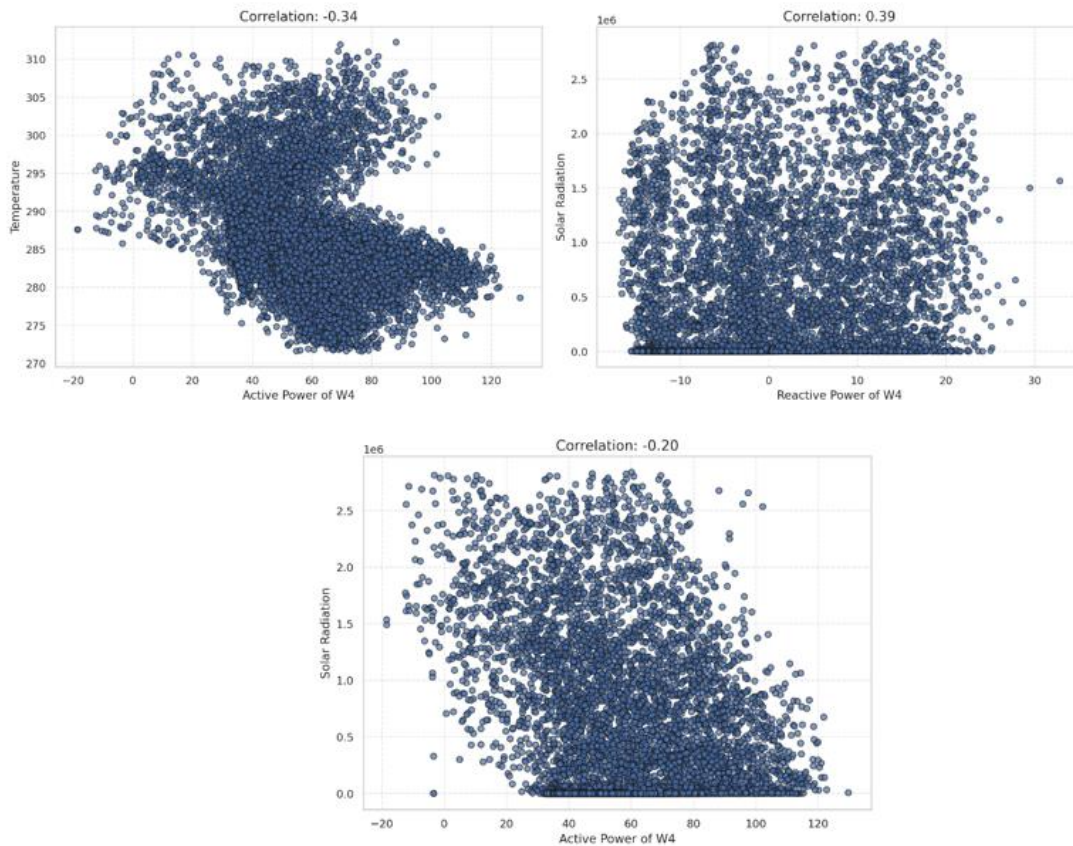 Correlation: -0.34
310
305
300
295
290
285
280
275
270
Temperature
−20 0 20 40 60 80 100 120
Active Power of W4
Correlation: 0.39
1e6
2.5
2.0
1.5
1.0
0.5
0.0
Solar Radiation
−10 0 10 20 30
Reactive Power of W4
Correlation: -0.20
1e6
2.5
2.0
1.5
1.0
0.5
0.0
Solar Radiation
−20 0 20 40 60 80 100 120
Active Power of W4